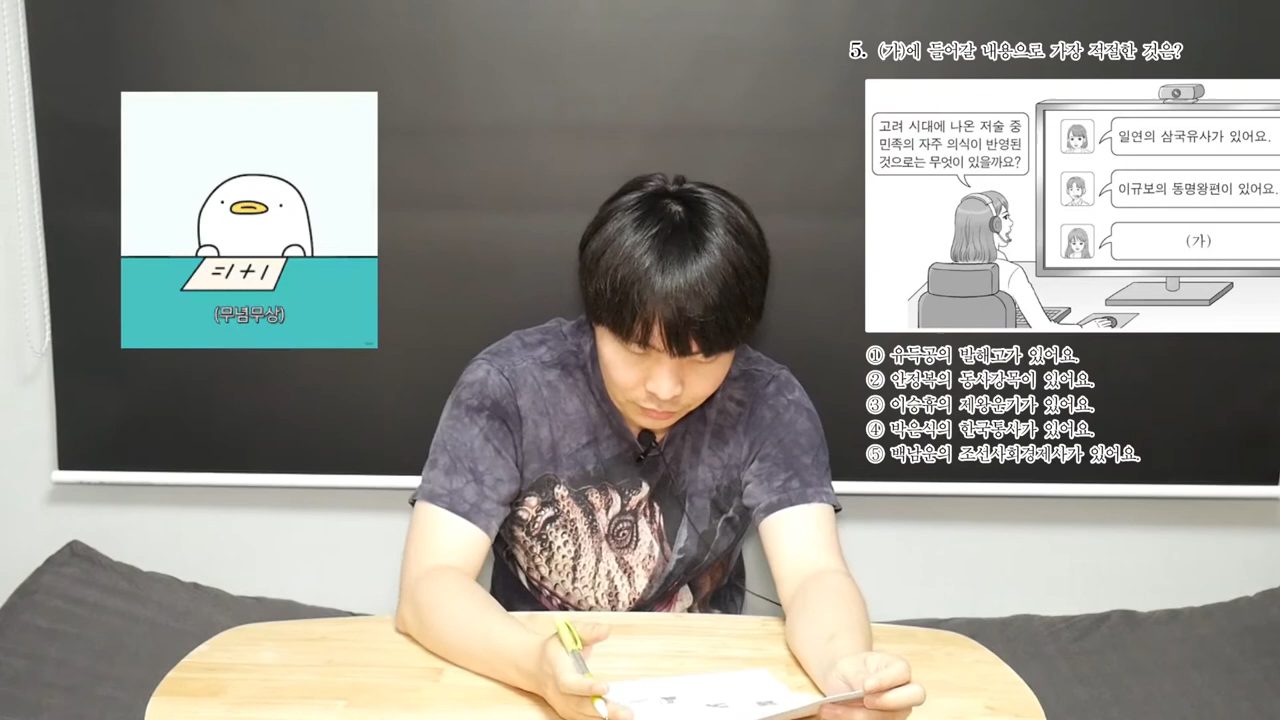 5. (가)에 들어갈 내용으로 가장 적절한 것은?
고려 시대에 나온 저술 중
민족의 자주 의식이 반영된
것으로는 무엇이 있을까요?
일연의 삼국유사가 있어요.
이규보의 동명왕편이 있어요.
(가)
① 유득공의 발해고가 있어요.
② 안정복의 동사강목이 있어요.
③ 이승휴의 제왕운기가 있어요.
④ 박은식의 한국통사가 있어요.
⑤ 백남운의 조선사회경제사가 있어요.
=1+1
(무념무상)